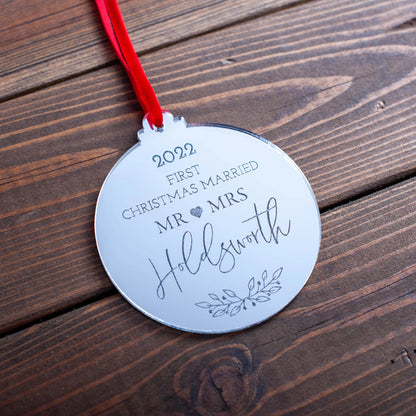 2022
FIRST
CHRISTMAS MARRIED
MR ♥ MRS
Holdsworth